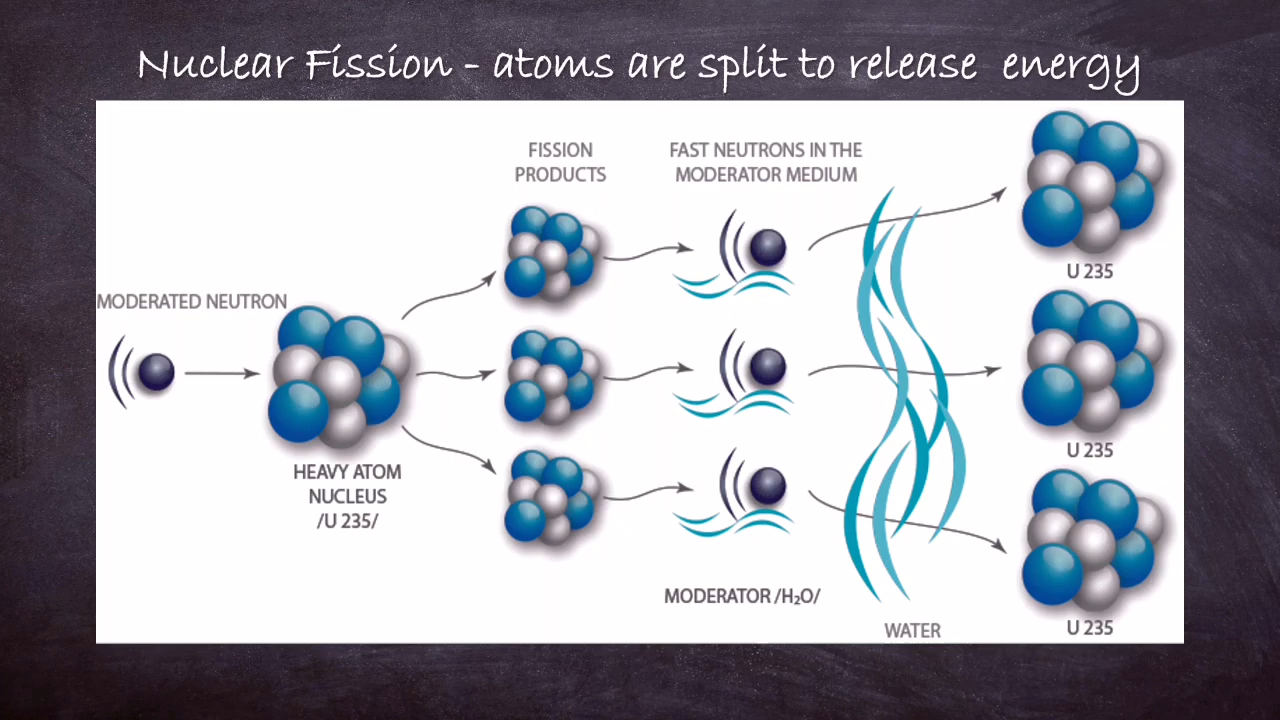 Nuclear Fission - atoms are split to release energy
FISSION
PRODUCTS
FAST NEUTRONS IN THE
MODERATOR MEDIUM
MODERATED NEUTRON
HEAVY ATOM
NUCLEUS
/U 235/
U 235
U 235
U 235
MODERATOR /H₂O/
WATER